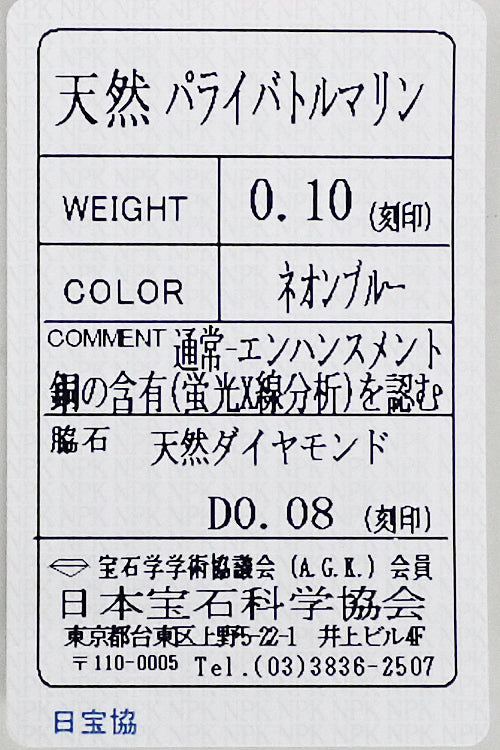 天然 パライバトルマリン
WEIGHT 0.10 (刻印)
COLOR ネオンブルー
COMMENT 通常-エンハンスメント
銅の含有(蛍光X線分析)を認む
脇石 天然ダイヤモンド
D0.08 (刻印)
宝石学学術協議会 (A.G.K.) 会員
日本宝石科学協会
東京都台東区上野5-22-1 井上ビル4F
〒110-0005 Tel.(03)3836-2507
日宝協